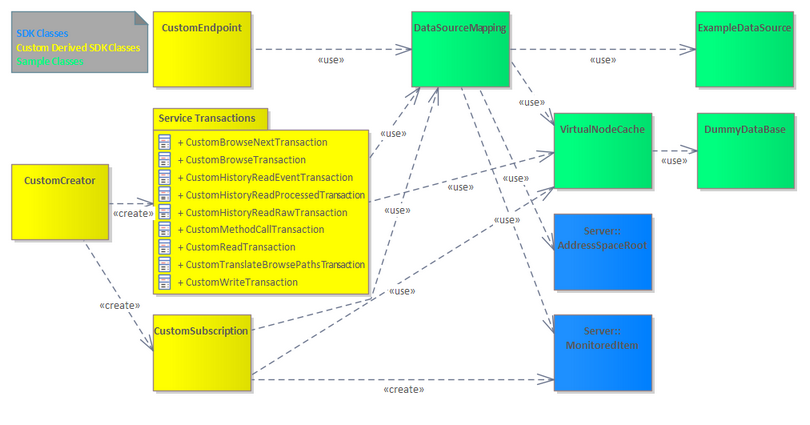 SDK Classes
Custom Derived SDK Classes
Sample Classes
CustomEndpoint
DataSourceMapping
ExampleDataSource
«use»
«use»
«use»
Service Transactions
+ CustomBrowseNextTransaction
+ CustomBrowseTransaction
+ CustomHistoryReadEventTransaction
+ CustomHistoryReadProcessedTransaction
+ CustomHistoryReadRawTransaction
+ CustomMethodCallTransaction
+ CustomReadTransaction
+ CustomTranslateBrowsePathsTransaction
+ CustomWriteTransaction
«use»
VirtualNodeCache
DummyDataBase
«use»
CustomCreator
«create»
«use»
«use»
«use»
«use»
Server::
AddressSpaceRoot
«use»
«create»
CustomSubscription
Server::
MonitoredItem
«create»